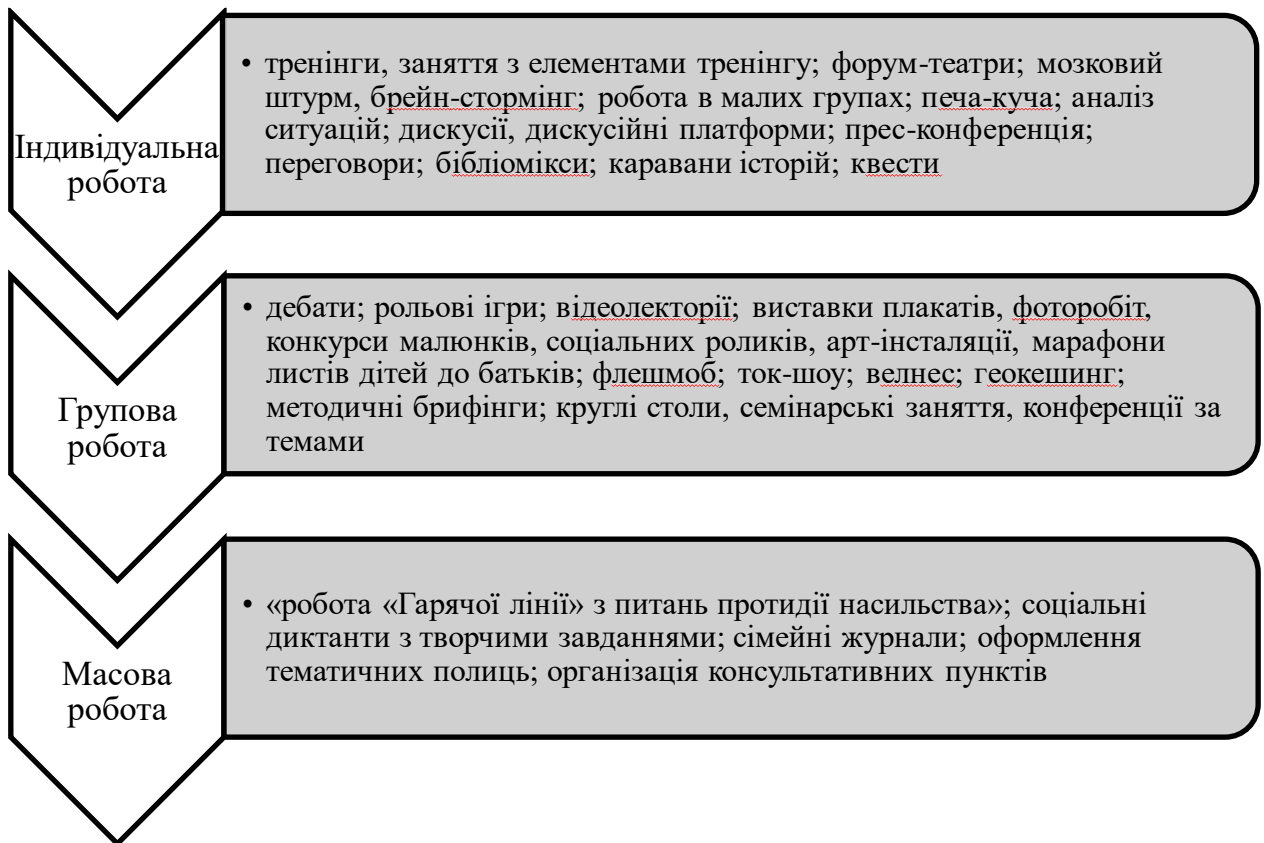 Індивідуальна
робота
• тренінги, заняття з елементами тренінгу; форум-театри; мозковий
штурм, брейн-стормінг; робота в малих групах; печа-куча; аналіз
ситуацій; дискусії, дискусійні платформи; прес-конференція;
переговори; бібліомікси; каравани історій; квести
Групова
робота
• дебати; рольові ігри; відеолекторії; виставки плакатів, фоторобіт,
конкурси малюнків, соціальних роликів, арт-інсталяції, марафони
листів дітей до батьків; флешмоб; ток-шоу; велнес; геокешинг;
методичні брифінги; круглі столи, семінарські заняття, конференції за
темами
Масова
робота
• «робота «Гарячої лінії» з питань протидії насильства»; соціальні
диктанти з творчими завданнями; сімейні журнали; оформлення
тематичних полиць; організація консультативних пунктів